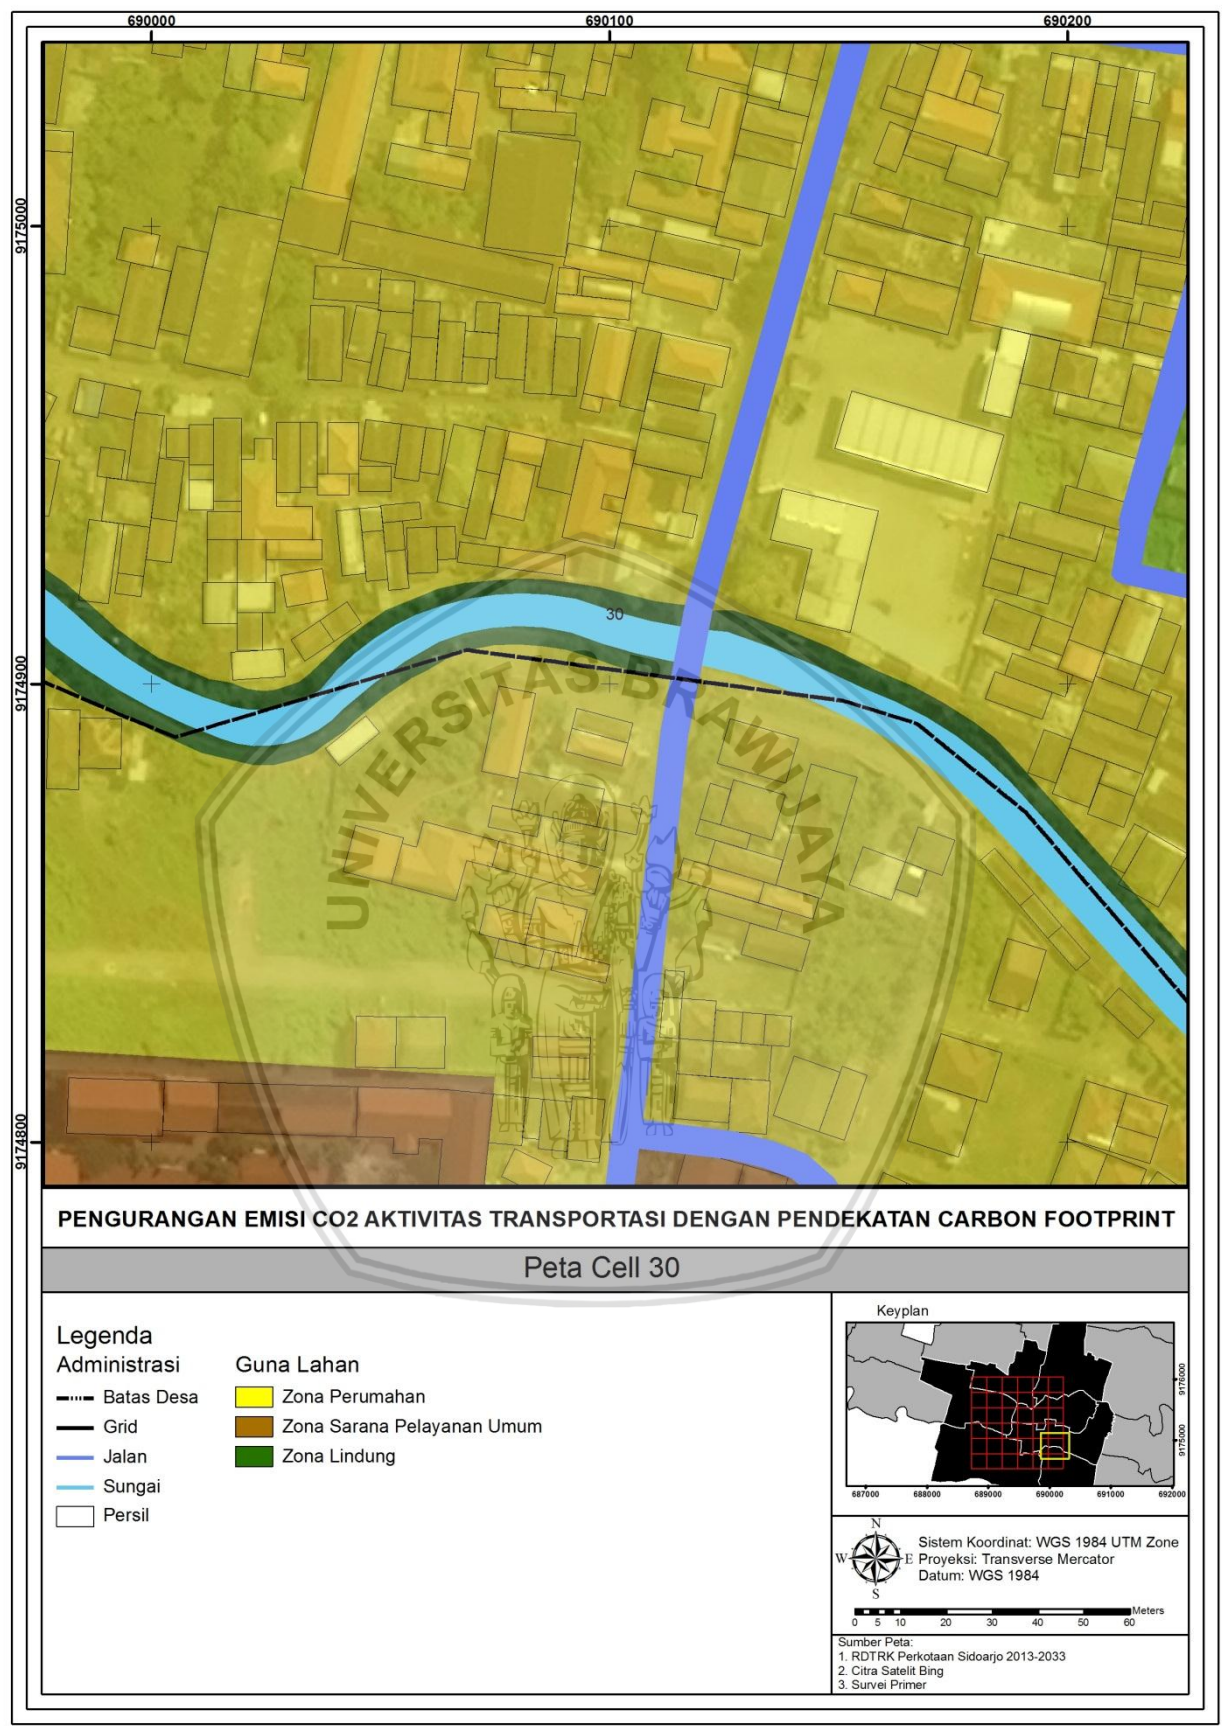 690000 690100 690200
9175000
9174900
9174800
30
UNIVERSITAS BRAWIJAYA
PENGURANGAN EMISI CO2 AKTIVITAS TRANSPORTASI DENGAN PENDEKATAN CARBON FOOTPRINT
Peta Cell 30
Legenda
Administrasi
Batas Desa
Grid
Jalan
Sungai
Persil
Guna Lahan
Zona Perumahan
Zona Sarana Pelayanan Umum
Zona Lindung
Keyplan
9176000
9175000
687000 688000 689000 690000 691000 692000
N
W E
S
Sistem Koordinat: WGS 1984 UTM Zone
Proyeksi: Transverse Mercator
Datum: WGS 1984
Meters
0 5 10 20 30 40 50 60
Sumber Peta:
1. RDTRK Perkotaan Sidoarjo 2013-2033
2. Citra Satelit Bing
3. Survei Primer